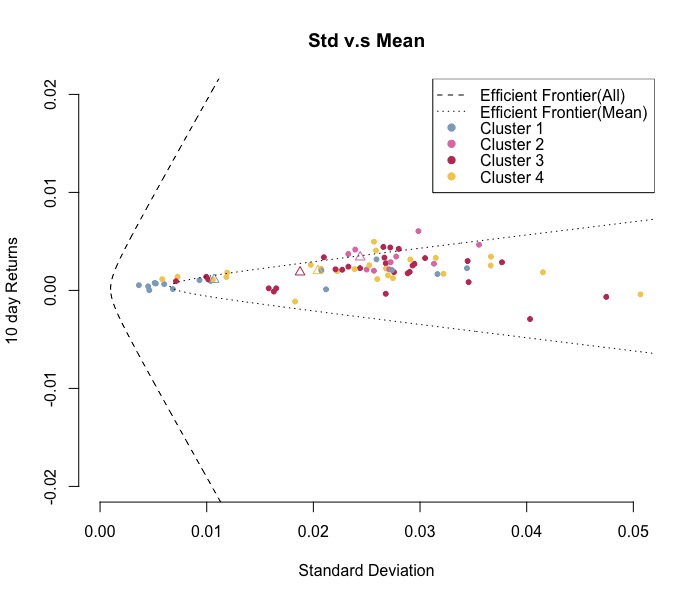 Std v.s Mean
Efficient Frontier(All)
Efficient Frontier(Mean)
Cluster 1
Cluster 2
Cluster 3
Cluster 4
10 day Returns
0.02
0.01
0.00
-0.01
-0.02
0.00 0.01 0.02 0.03 0.04 0.05
Standard Deviation